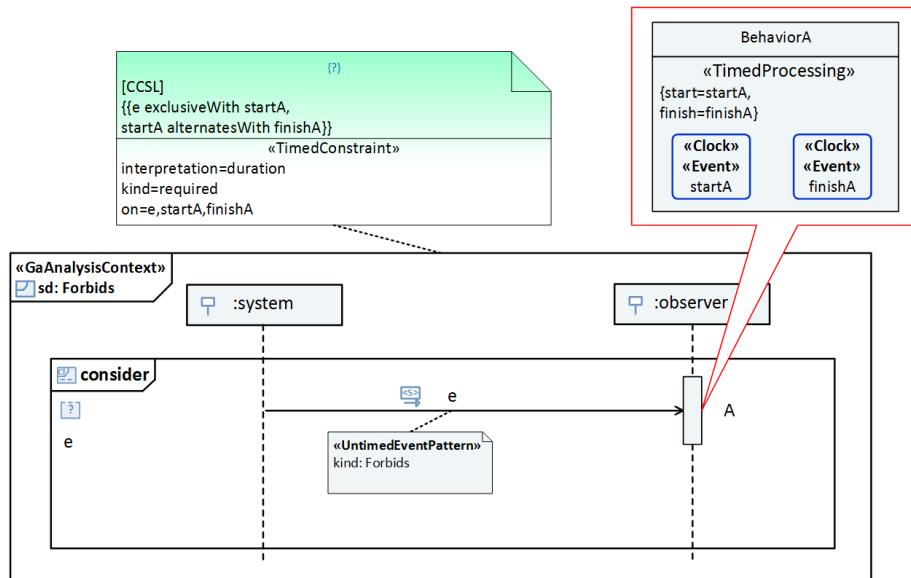 BehaviorA
«TimedProcessing»
{start=startA,
finish=finishA}
«Clock»
«Event»
startA
«Clock»
«Event»
finishA
{?}
[CCSL]
{{e exclusiveWith startA,
startA alternatesWith finishA}}
«TimedConstraint»
interpretation=duration
kind=required
on=e,startA,finishA
«GaAnalysisContext»
sd: Forbids
:system
:observer
consider
[?]
e
<S>
e
A
«UntimedEventPattern»
kind: Forbids